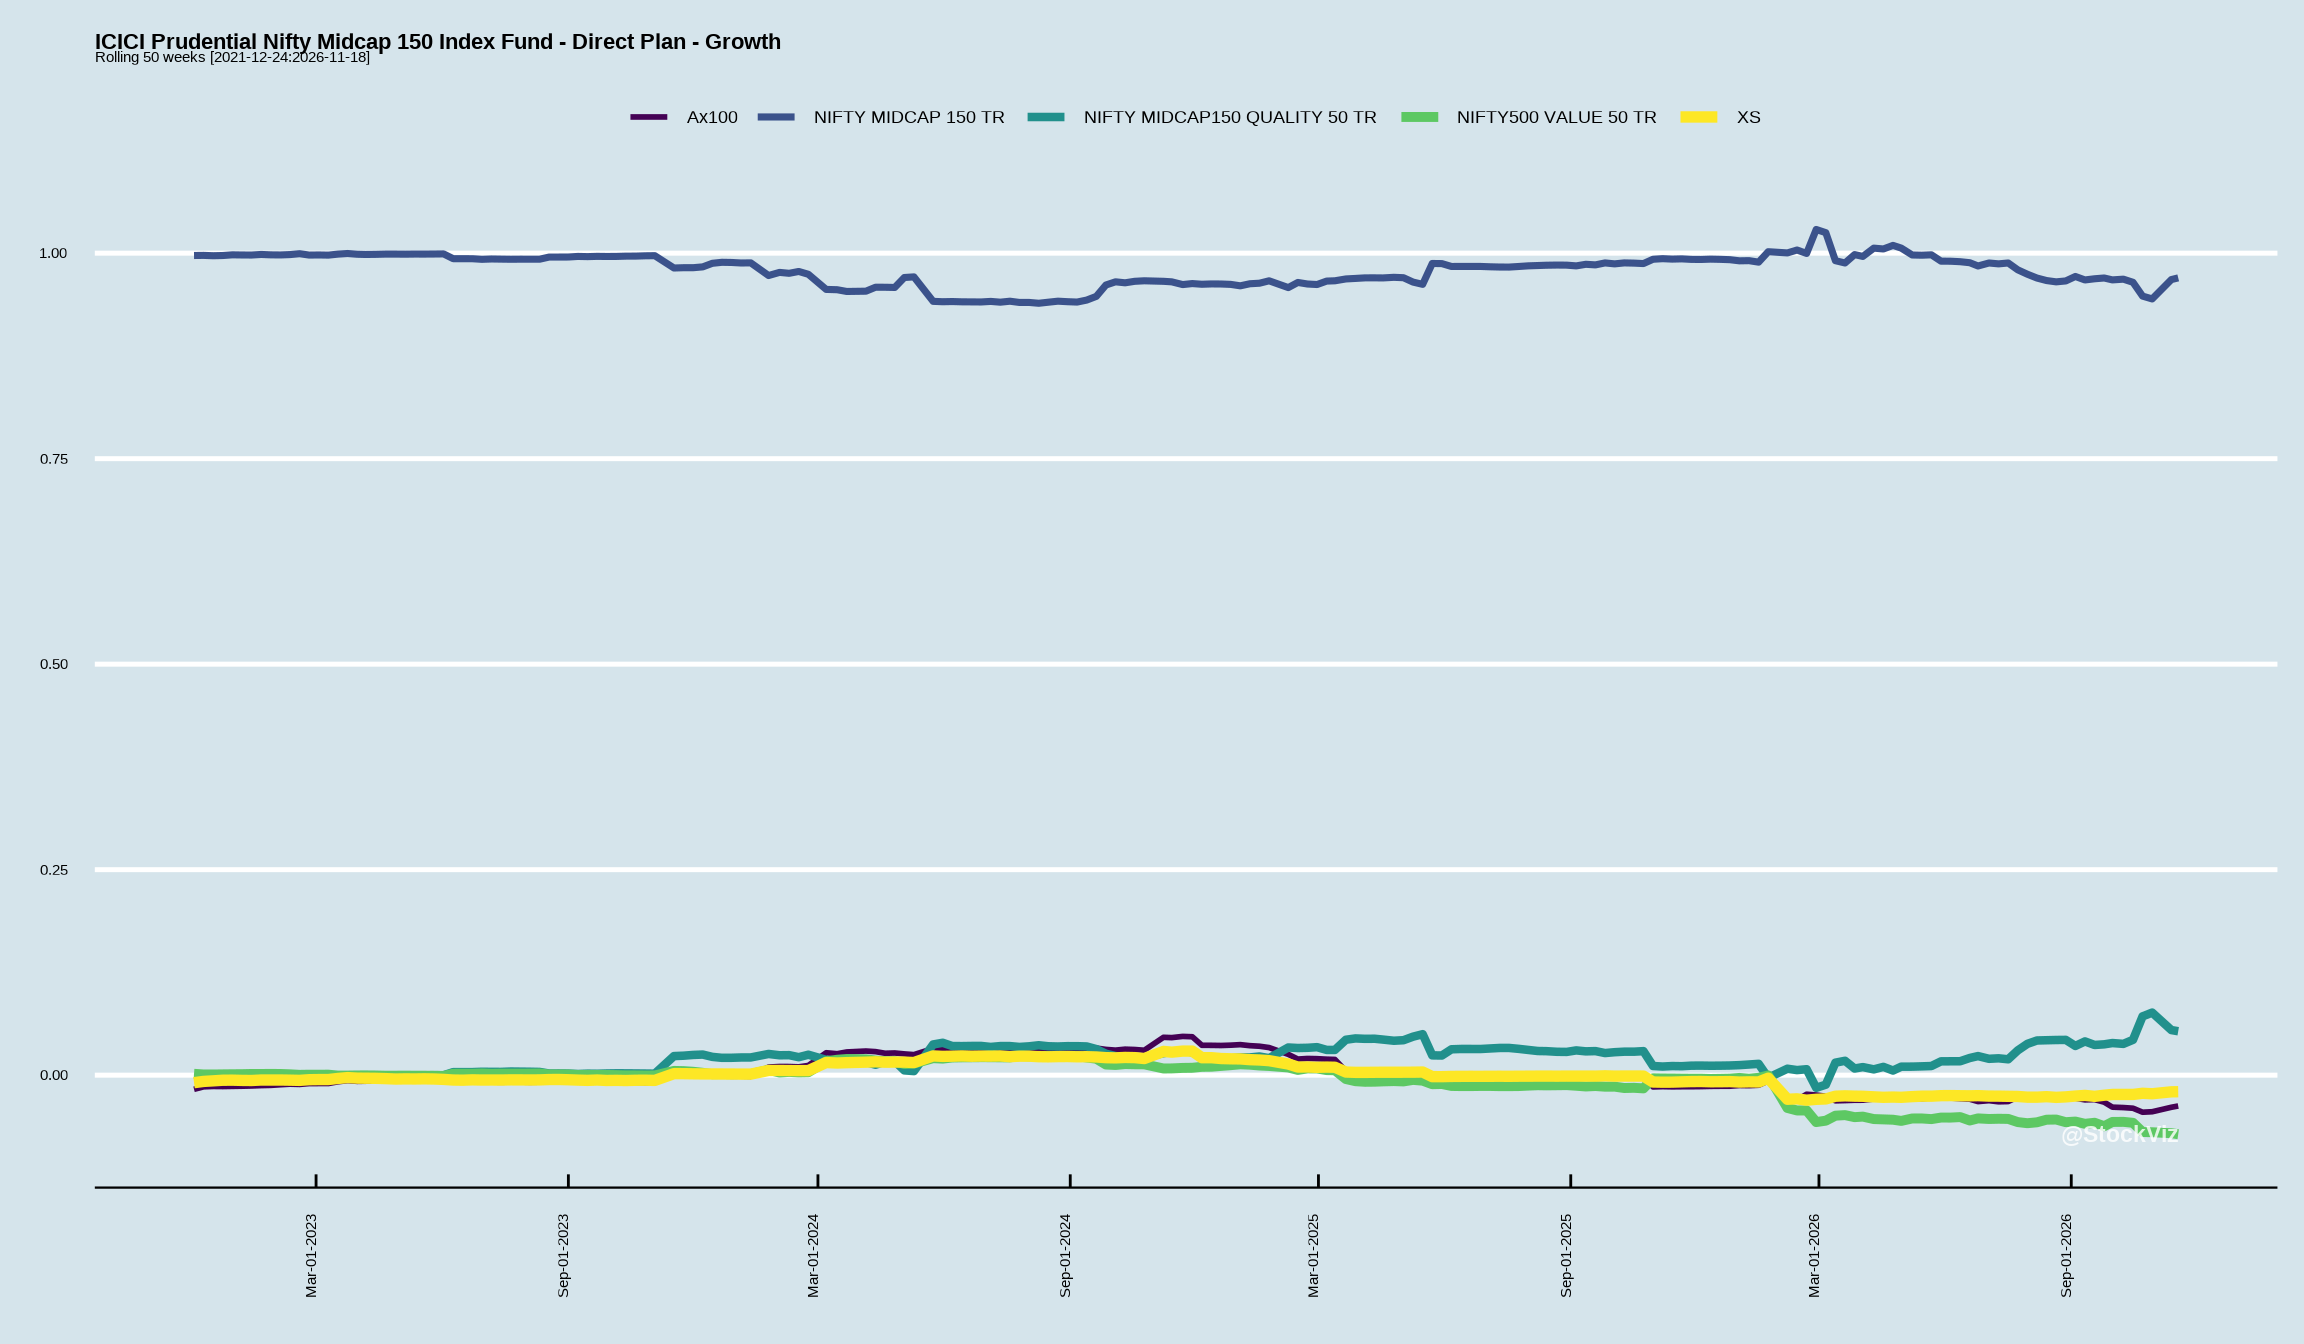 ICICI Prudential Nifty Midcap 150 Index Fund - Direct Plan - Growth
Rolling 50 weeks [2021-12-24:2026-11-18]
Ax100 NIFTY MIDCAP 150 TR NIFTY MIDCAP150 QUALITY 50 TR NIFTY500 VALUE 50 TR XS
1.00
0.75
0.50
0.25
0.00
@StockViz
Mar-01-2023 Sep-01-2023 Mar-01-2024 Sep-01-2024 Mar-01-2025 Sep-01-2025 Mar-01-2026 Sep-01-2026